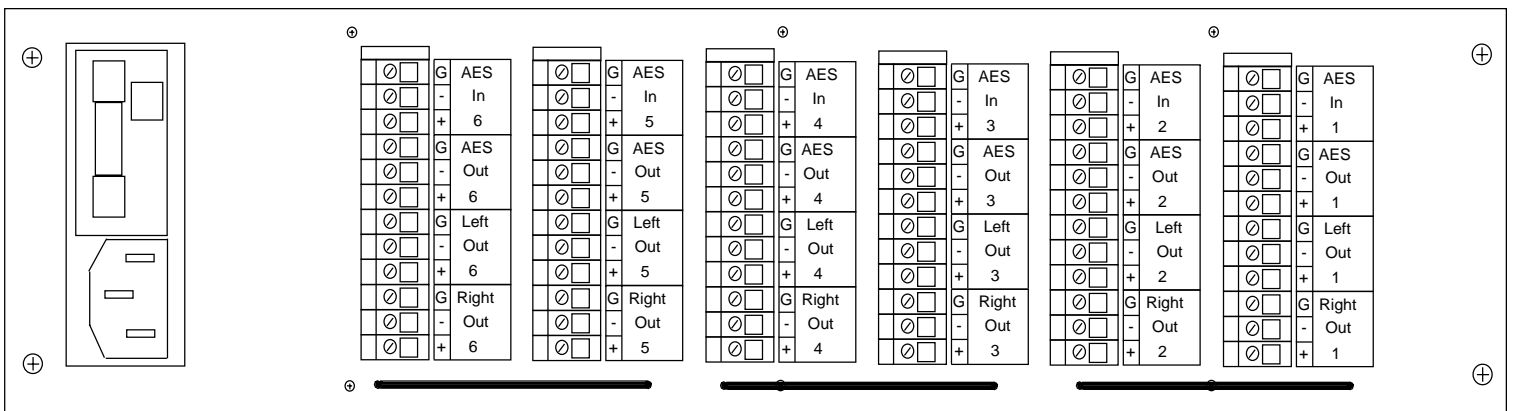 G AES
- In
+ 6
G AES
- Out
+ 6
G Left
- Out
+ 6
G Right
- Out
+ 6
G AES
- In
+ 5
G AES
- Out
+ 5
G Left
- Out
+ 5
G Right
- Out
+ 5
G AES
- In
+ 4
G AES
- Out
+ 4
G Left
- Out
+ 4
G Right
- Out
+ 4
G AES
- In
+ 3
G AES
- Out
+ 3
G Left
- Out
+ 3
G Right
- Out
+ 3
G AES
- In
+ 2
G AES
- Out
+ 2
G Left
- Out
+ 2
G Right
- Out
+ 2
G AES
- In
+ 1
G AES
- Out
+ 1
G Left
- Out
+ 1
G Right
- Out
+ 1